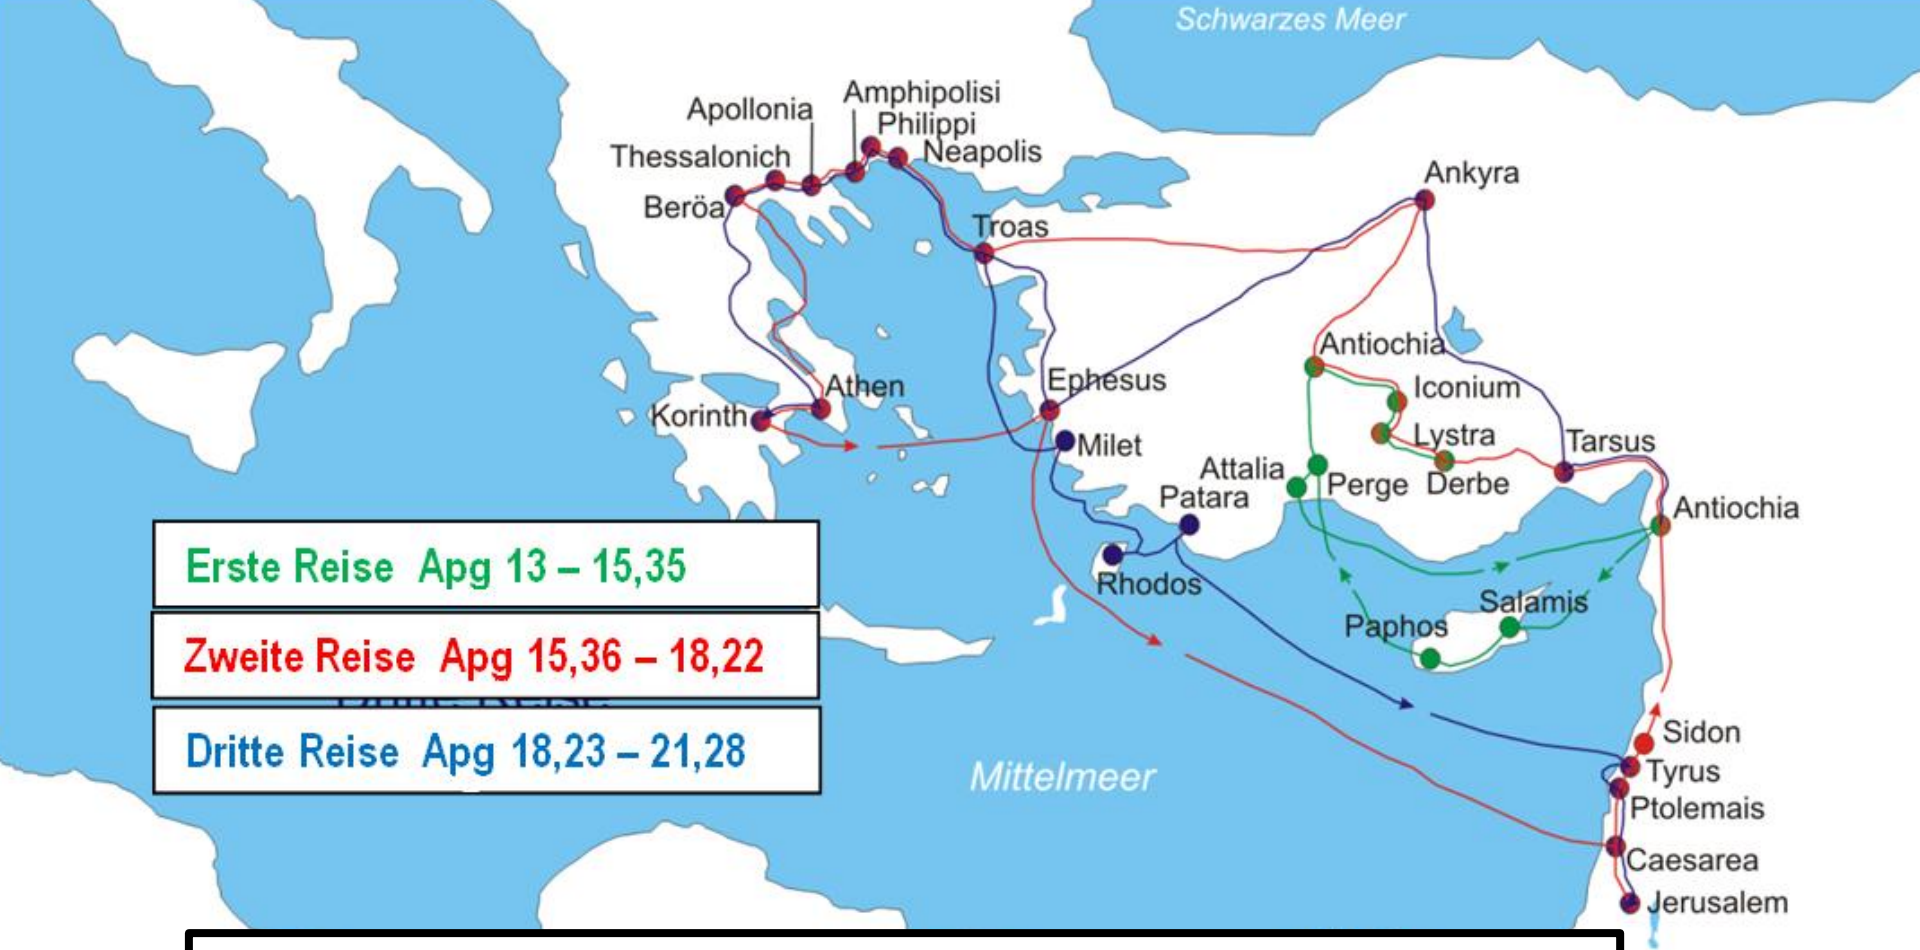 Schwarzes Meer
Amphipolisi
Apollonia
Philippi
Thessalonich
Neapolis
Beröa
Ankyra
Troas
Antiochia
Ephesus
Athen
Iconium
Korinth
Lystra
Milet
Tarsus
Attalia
Perge
Derbe
Patara
Antiochia
Erste Reise Apg 13 – 15,35
Rhodos
Salamis
Paphos
Zweite Reise Apg 15,36 – 18,22
Dritte Reise
Dritte Reise Apg 18,23 – 21,28
Mittelmeer
Sidon
Tyrus
Ptolemais
Caesarea
Jerusalem